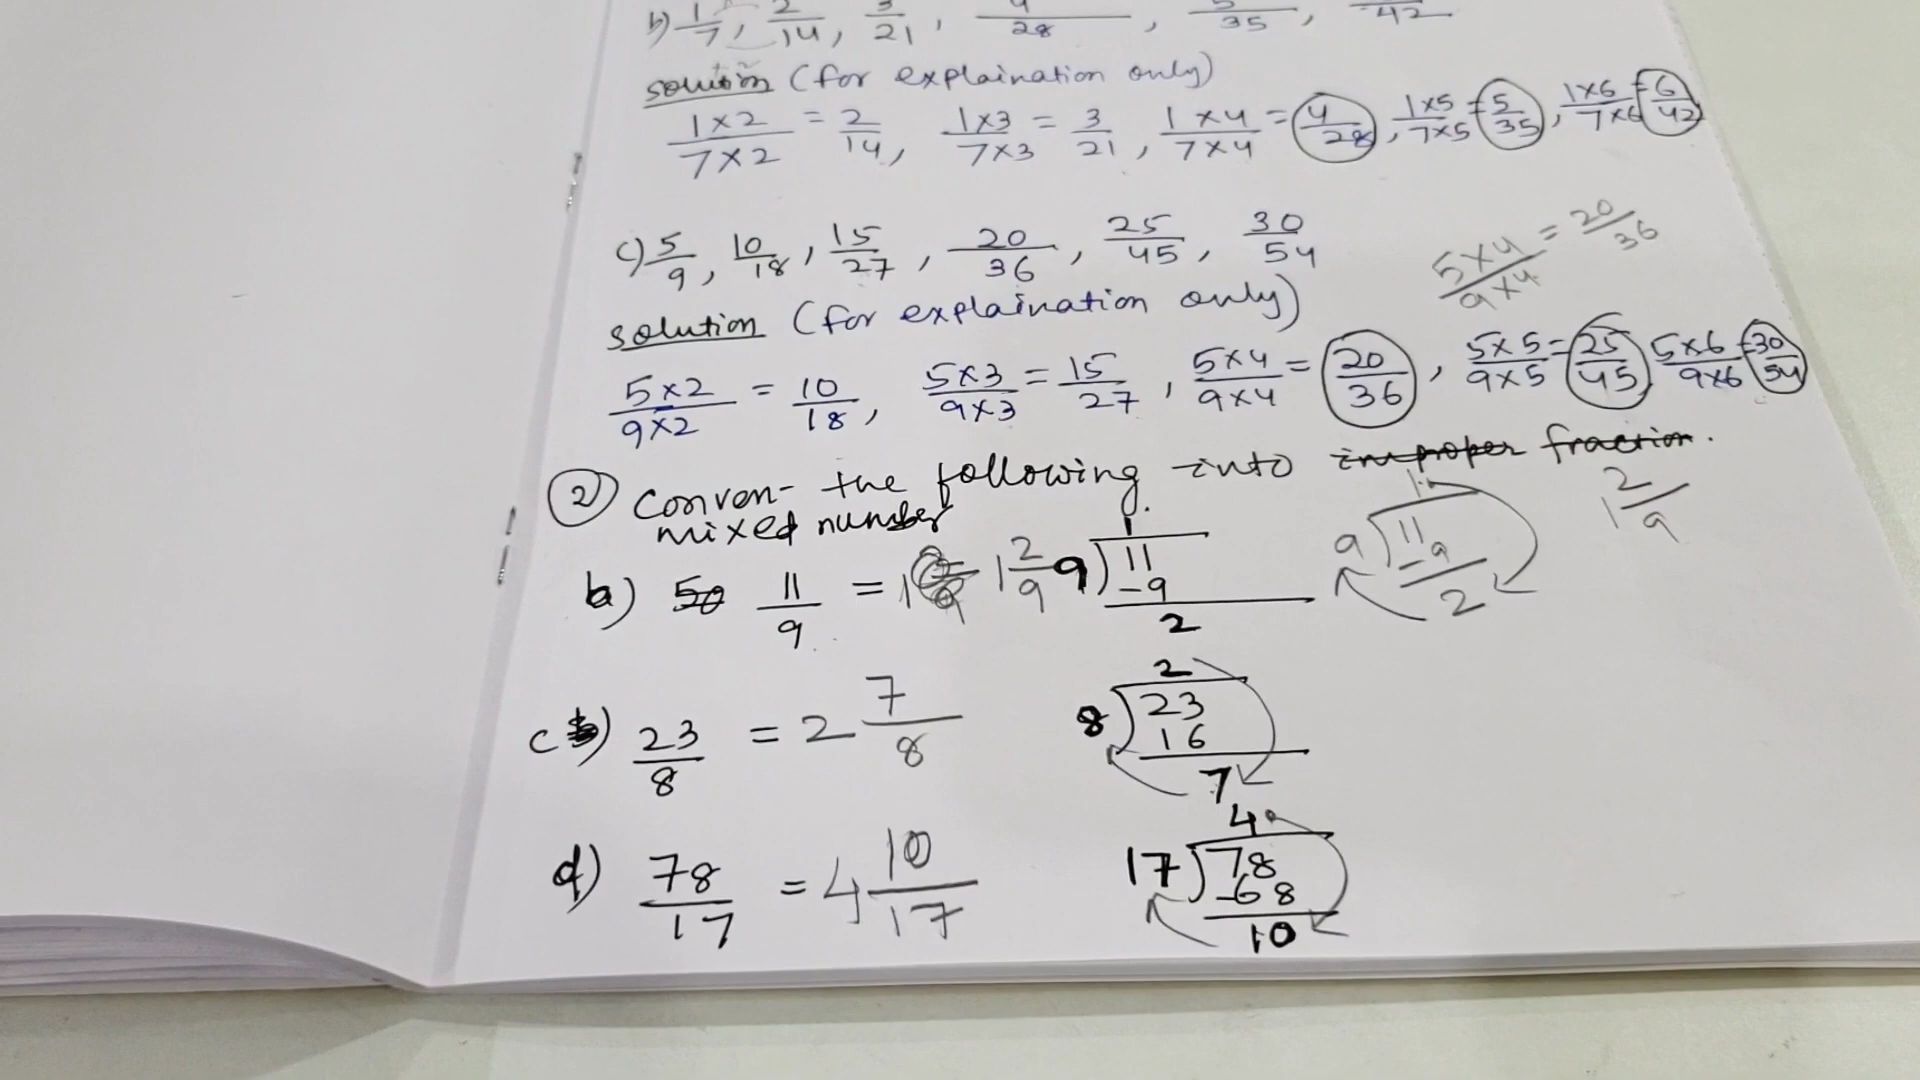 b) 1/7, 2/14, 3/21, 4/28, 5/35, 42
solution (for explaination only)
1×2/7×2 = 2/14, 1×3/7×3 = 3/21, 1×4/7×4 = 4/28, 1×5/7×5 = 5/35, 1×6/7×6 = 6/42
c) 5/9, 10/18, 15/27, 20/36, 25/45, 30/54
5×4/9×4 = 20/36
solution (for explaination only)
5×2/9×2 = 10/18, 5×3/9×3 = 15/27, 5×4/9×4 = 20/36, 5×5/9×5 = 25/45, 5×6/9×6 = 30/54
2) the following into improper fraction.
mixed number
a) 11/9 = 1 2/9 9)11 -9 2 1
9)11 9 2 1 1 2/9
c) 23/8 = 2 7/8 8)23 16 7 2
d) 78/17 = 4 10/17 17)78 -68 10 4